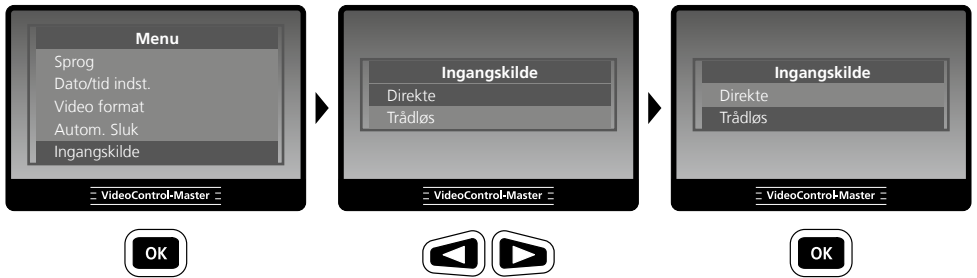 Menu
Sprog
Dato/tid indst.
Video format
Autom. Sluk
Ingangskilde
VideoControl-Master
OK
Ingangskilde
Direkte
Trådløs
VideoControl-Master
Ingangskilde
Direkte
Trådløs
VideoControl-Master
OK